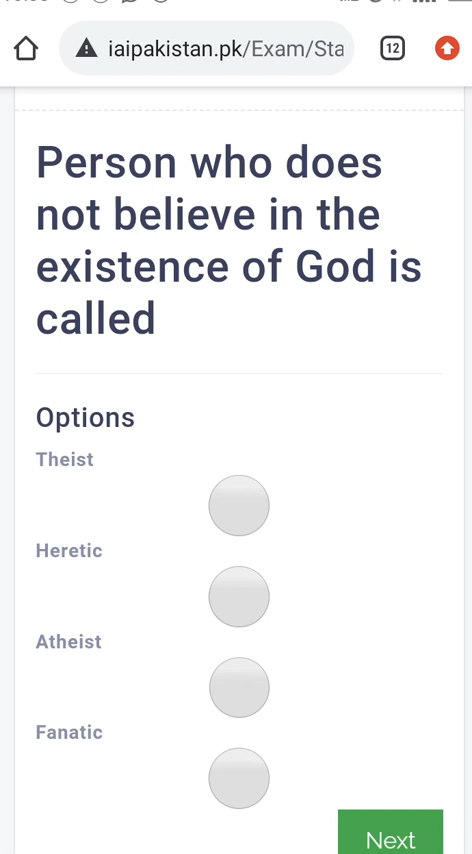 iaipakistan.pk/Exam/Sta
12
Person who does
not believe in the
existence of God is
called
Options
Theist
Heretic
Atheist
Fanatic
Next